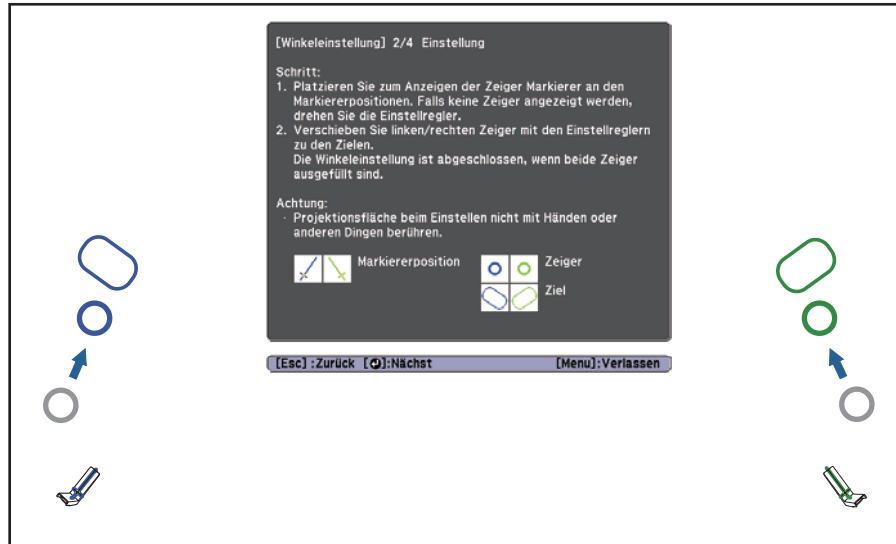 [Winkeleinstellung] 2/4 Einstellung
Schritt:
1. Platzieren Sie zum Anzeigen der Zeiger Markierer an den
Markiererpositionen. Falls keine Zeiger angezeigt werden,
drehen Sie die Einstellregler.
2. Verschieben Sie linken/rechten Zeiger mit den Einstellreglern
zu den Zielen.
Die Winkeleinstellung ist abgeschlossen, wenn beide Zeiger
ausgefüllt sind.
Achtung:
· Projektionsfläche beim Einstellen nicht mit Händen oder
anderen Dingen berühren.
Markiererposition
Zeiger
Ziel
[Esc] :Zurück [⏎]:Nächst [Menu]:Verlassen